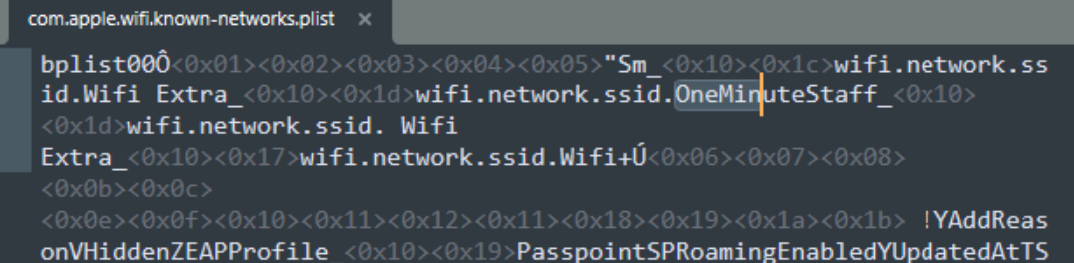 com.apple.wifi.known-networks.plist ×
bplist00Ô<0x01><0x02><0x03><0x04><0x05>"Sm_<0x10><0x1c>wifi.network.ss
id.Wifi Extra_<0x10><0x1d>wifi.network.ssid.OneMinuteStaff_<0x10>
<0x1d>wifi.network.ssid. Wifi
Extra_<0x10><0x17>wifi.network.ssid.Wifi+Ú<0x06><0x07><0x08>
<0x0b><0x0c>
<0x0e><0x0f><0x10><0x11><0x12><0x11><0x18><0x19><0x1a><0x1b> !YAddReas
onVHiddenZEAPProfile <0x10><0x19>PasspointSPRoamingEnabledYUpdatedAtTS